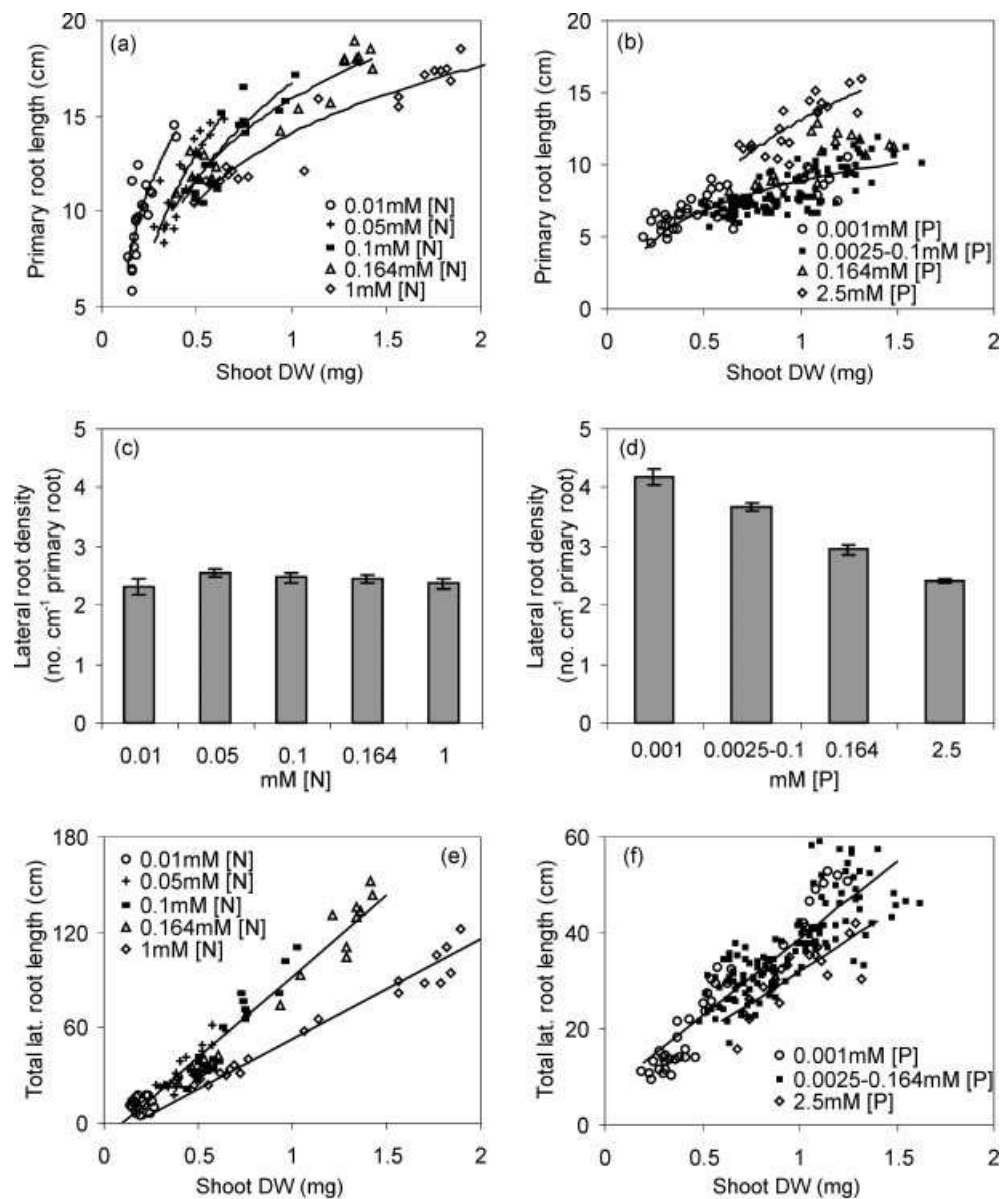 (a)
Primary root length (cm)
20
15
10
5
0
0.5
1
1.5
2
Shoot DW (mg)
0.01mM [N]
0.05mM [N]
0.1mM [N]
0.164mM [N]
1mM [N]
(b)
Primary root length (cm)
20
15
10
5
0
0
0.5
1
1.5
2
Shoot DW (mg)
0.001mM [P]
0.0025-0.1mM [P]
0.164mM [P]
2.5mM [P]
(c)
Lateral root density
(no. cm⁻¹ primary root)
5
4
3
2
1
0
0.01
0.05
0.1
0.164
1
mM [N]
(d)
Lateral root density
(no. cm⁻¹ primary root)
5
4
3
2
1
0
0.001
0.0025-0.1
0.164
2.5
mM [P]
(e)
Total lat. root length (cm)
180
120
60
0
0
0.5
1
1.5
2
Shoot DW (mg)
0.01mM [N]
0.05mM [N]
0.1mM [N]
0.164mM [N]
1mM [N]
(f)
Total lat. root length (cm)
60
40
20
0
0
0.5
1
1.5
2
Shoot DW (mg)
0.001mM [P]
0.0025-0.164mM [P]
2.5mM [P]